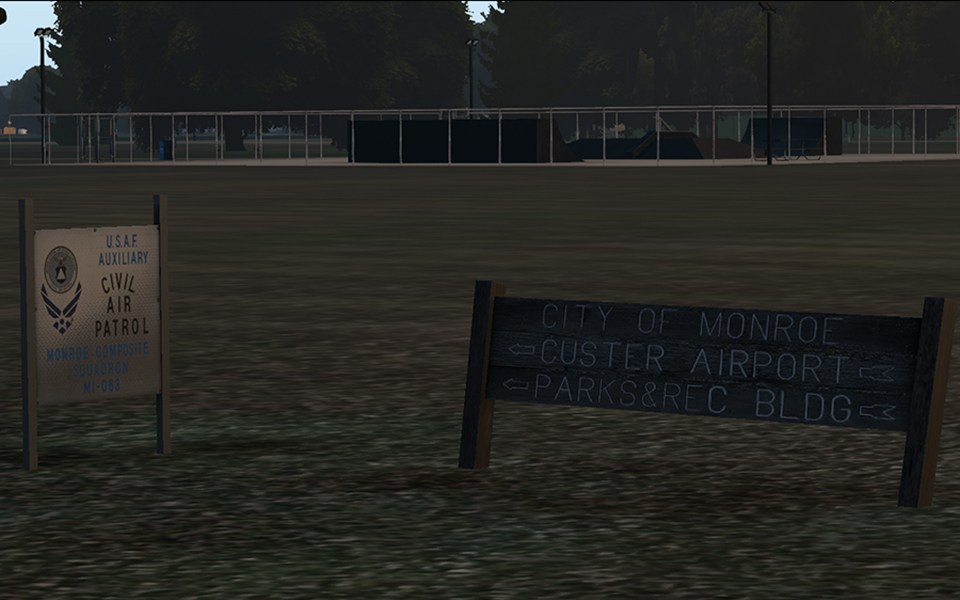 U.S.A.F.
AUXILIARY
CIVIL
AIR
PATROL
MONROE COMPOSITE
SQUADRON
MI-063
CITY OF MONROE
⇦CUSTER AIRPORT
⇦PARKS&REC BLDG